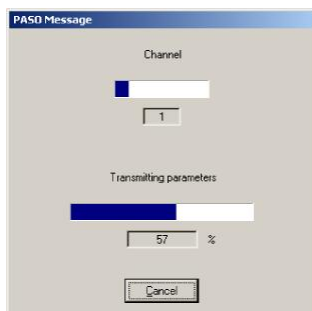 PASO Message
Channel
1
Transmitting parameters
57 %
Cancel